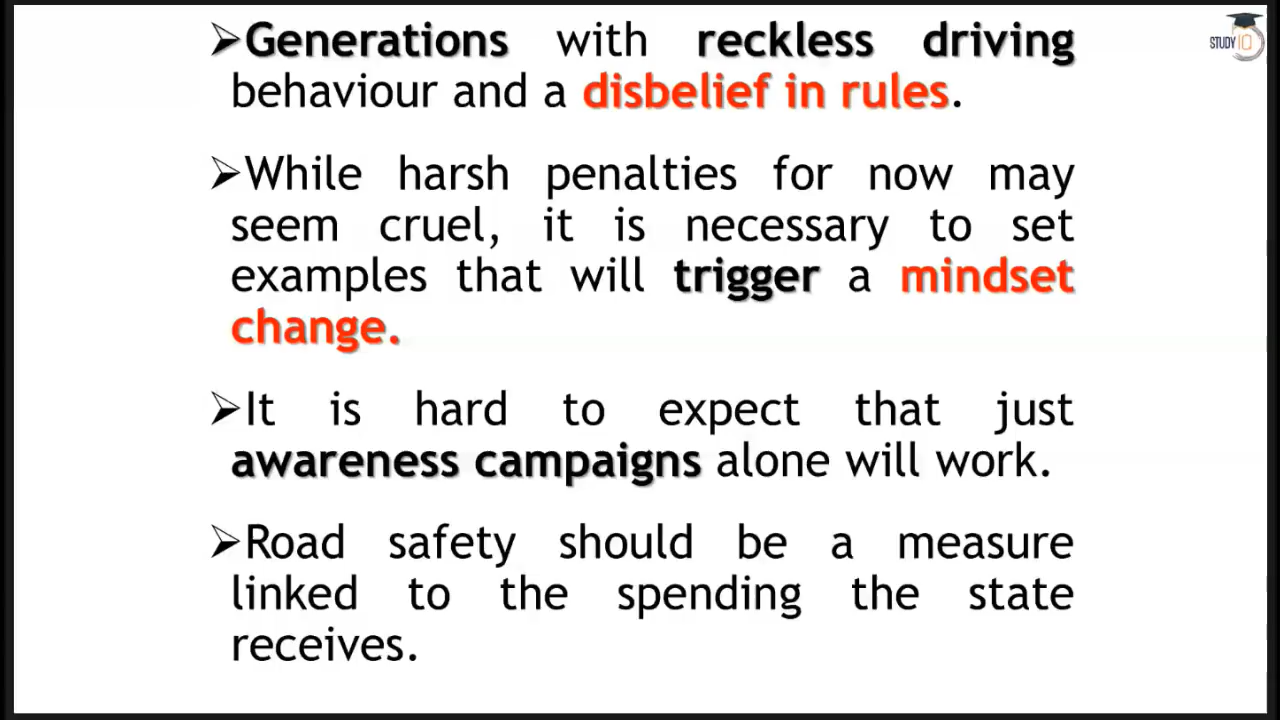 ➢Generations with reckless driving
behaviour and a disbelief in rules.
➢While harsh penalties for now may
seem cruel, it is necessary to set
examples that will trigger a mindset
change.
➢It is hard to expect that just
awareness campaigns alone will work.
➢Road safety should be a measure
linked to the spending the state
receives.
STUDY IQ